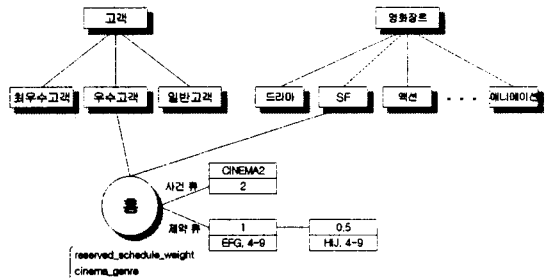 고객
영화장르
최우수고객
우수고객
일반고객
드라마
SF
액션
· · ·
애니메이션
홈
사건 큐
CINEMA2
2
제약 큐
1
EFG, 4-9
0.5
HIJ, 4-9
reserved_schedule_weight
cinema_genre